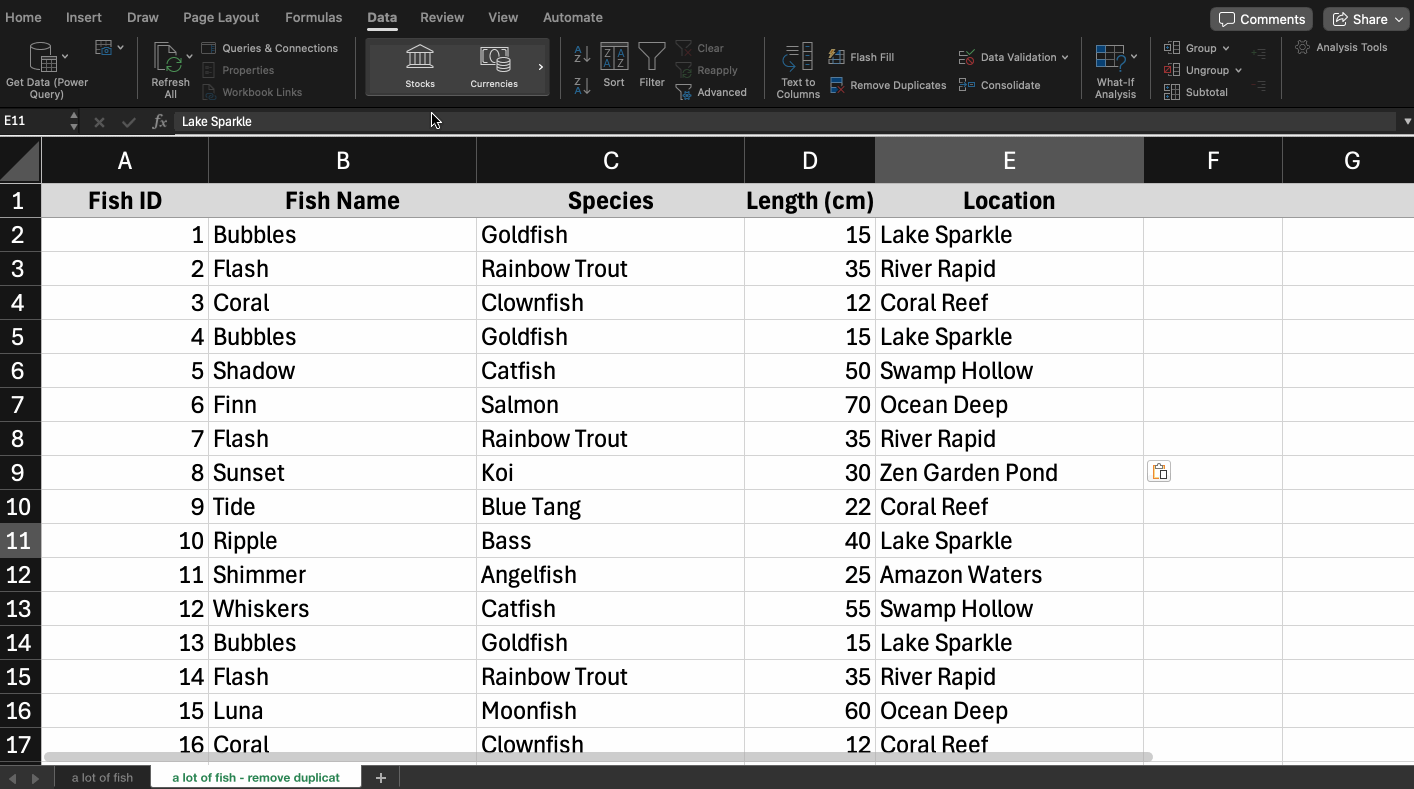 Home Insert Draw Page Layout Formulas Data Review View Automate Comments Share
Get Data (Power Query)
Refresh All
Queries & Connections
Properties
Workbook Links
Stocks
Currencies
Sort
Filter
Clear
Reapply
Advanced
Text to Columns
Flash Fill
Remove Duplicates
Data Validation
Consolidate
What-If Analysis
Group
Ungroup
Subtotal
Analysis Tools
E11 fx Lake Sparkle
A B C D E F G
1 Fish ID Fish Name Species Length (cm) Location
2 1 Bubbles Goldfish 15 Lake Sparkle
3 2 Flash Rainbow Trout 35 River Rapid
4 3 Coral Clownfish 12 Coral Reef
5 4 Bubbles Goldfish 15 Lake Sparkle
6 5 Shadow Catfish 50 Swamp Hollow
7 6 Finn Salmon 70 Ocean Deep
8 7 Flash Rainbow Trout 35 River Rapid
9 8 Sunset Koi 30 Zen Garden Pond
10 9 Tide Blue Tang 22 Coral Reef
11 10 Ripple Bass 40 Lake Sparkle
12 11 Shimmer Angelfish 25 Amazon Waters
13 12 Whiskers Catfish 55 Swamp Hollow
14 13 Bubbles Goldfish 15 Lake Sparkle
15 14 Flash Rainbow Trout 35 River Rapid
16 15 Luna Moonfish 60 Ocean Deep
17 16 Coral Clownfish 12 Coral Reef
a lot of fish a lot of fish - remove duplicat +